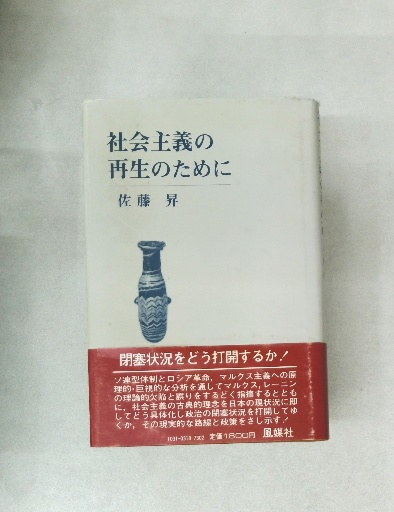 社会主義の
再生のために
佐藤 昇
閉塞状況をどう打開するか!
ソ連型体制とロシア革命、マルクス主義への原
理的・巨視的な分析を通してマルクス,レーニン
の理論的欠陥と誤りをするどく指摘するととも
に、社会主義の古典的理念を日本の現状況に即
してどう具体化し政治の閉塞状況を打開してゆ
くか、その現実的な路線と政策をさし示す!
定価1800円 風媒社